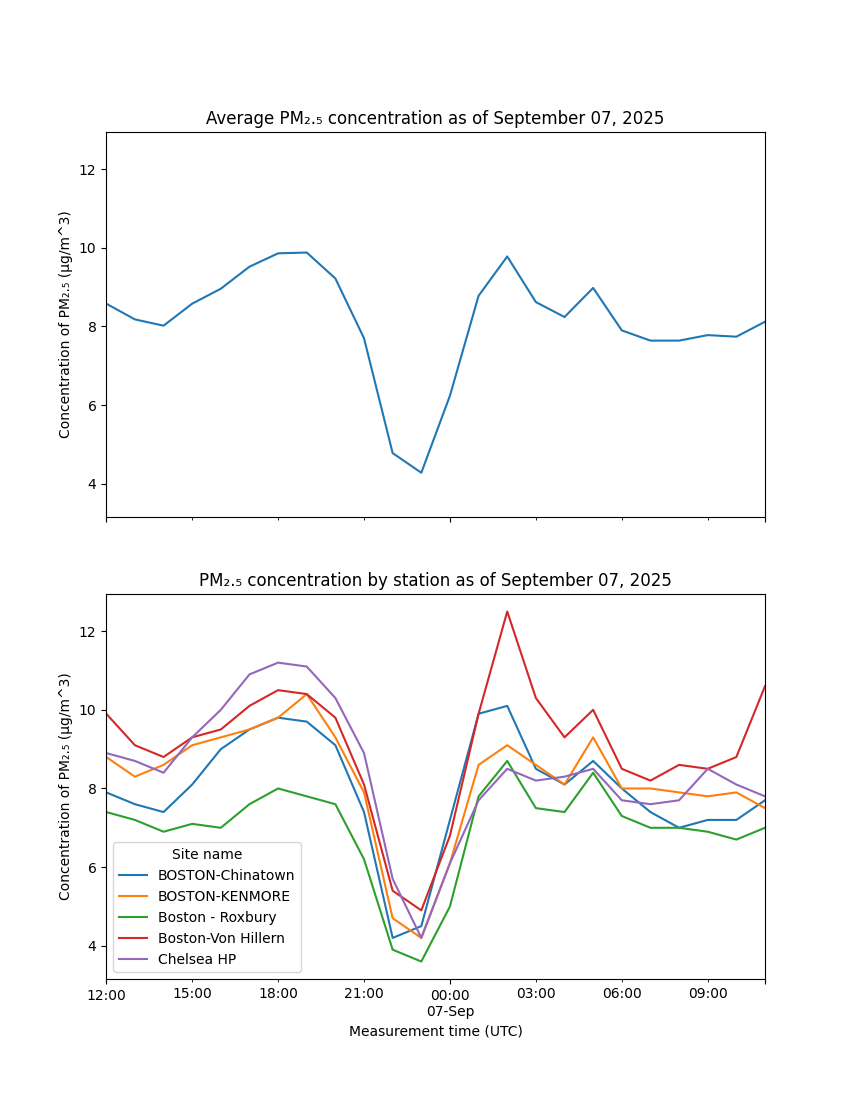 Average PM₂.₅ concentration as of September 07, 2025
12
10
8
6
4
Concentration of PM₂.₅ (μg/m^3)
PM₂.₅ concentration by station as of September 07, 2025
12
10
8
6
4
Concentration of PM₂.₅ (μg/m^3)
Site name
BOSTON-Chinatown
BOSTON-KENMORE
Boston - Roxbury
Boston-Von Hillern
Chelsea HP
12:00 15:00 18:00 21:00 00:00 03:00 06:00 09:00
07-Sep
Measurement time (UTC)